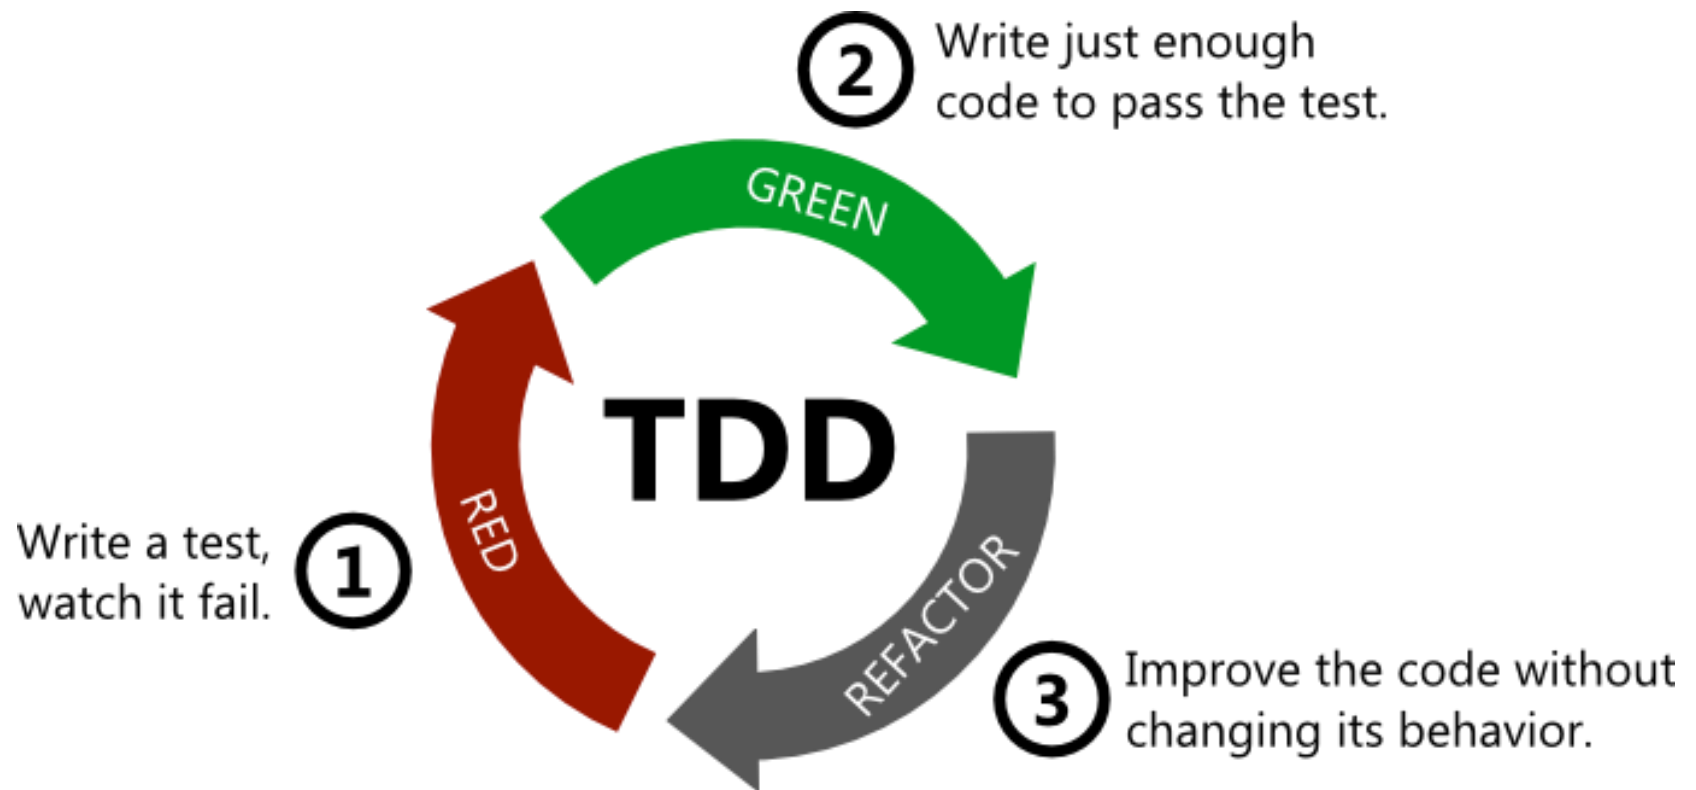 2
Write just enough
code to pass the test.
GREEN
TDD
RED
Write a test,
watch it fail.
1
REFACTOR
3
Improve the code without
changing its behavior.